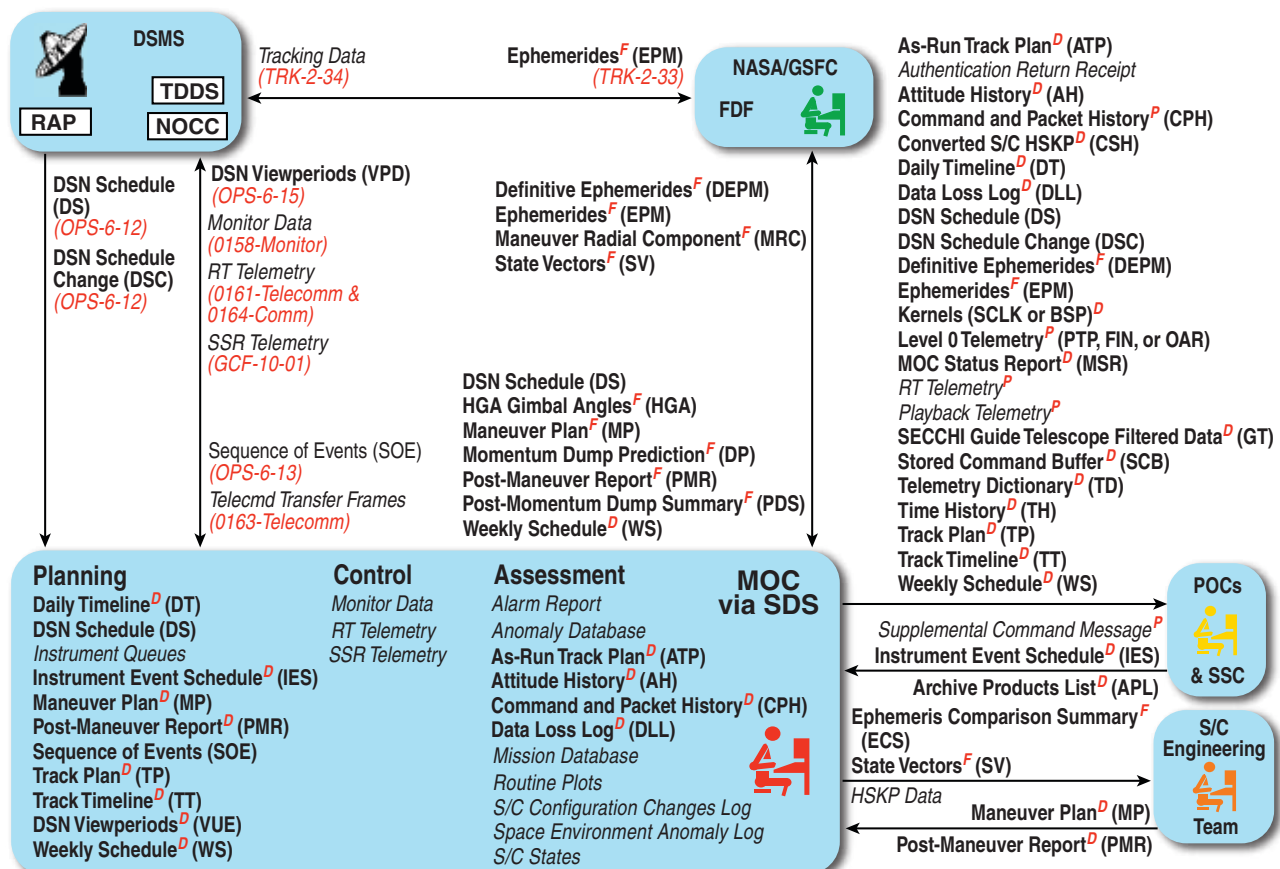 DSMS
TDDS
RAP
NOCC
Tracking Data
(TRK-2-34)
Ephemerides^F (EPM)
(TRK-2-33)
NASA/GSFC
FDF
DSN Schedule
(DS)
(OPS-6-12)
DSN Schedule
Change (DSC)
(OPS-6-12)
DSN Viewperiods (VPD)
(OPS-6-15)
Monitor Data
(0158-Monitor)
RT Telemetry
(0161-Telecomm &
0164-Comm)
SSR Telemetry
(GCF-10-01)
Sequence of Events (SOE)
(OPS-6-13)
Telecmd Transfer Frames
(0163-Telecomm)
Definitive Ephemerides^F (DEPM)
Ephemerides^F (EPM)
Maneuver Radial Component^F (MRC)
State Vectors^F (SV)
DSN Schedule (DS)
HGA Gimbal Angles^F (HGA)
Maneuver Plan^F (MP)
Momentum Dump Prediction^F (DP)
Post-Maneuver Report^F (PMR)
Post-Momentum Dump Summary^F (PDS)
Weekly Schedule^D (WS)
As-Run Track Plan^D (ATP)
Authentication Return Receipt
Attitude History^D (AH)
Command and Packet History^P (CPH)
Converted S/C HSKP^D (CSH)
Daily Timeline^D (DT)
Data Loss Log^D (DLL)
DSN Schedule (DS)
DSN Schedule Change (DSC)
Definitive Ephemerides^F (DEPM)
Ephemerides^F (EPM)
Kernels (SCLK or BSP)^D
Level 0 Telemetry^P (PTP, FIN, or OAR)
MOC Status Report^D (MSR)
RT Telemetry^P
Playback Telemetry^P
SECCHI Guide Telescope Filtered Data^D (GT)
Stored Command Buffer^D (SCB)
Telemetry Dictionary^D (TD)
Time History^D (TH)
Track Plan^D (TP)
Track Timeline^D (TT)
Weekly Schedule^D (WS)
Planning
Daily Timeline^D (DT)
DSN Schedule (DS)
Instrument Queues
Instrument Event Schedule^D (IES)
Maneuver Plan^D (MP)
Post-Maneuver Report^D (PMR)
Sequence of Events (SOE)
Track Plan^D (TP)
Track Timeline^D (TT)
DSN Viewperiods^D (VUE)
Weekly Schedule^D (WS)
Control
Monitor Data
RT Telemetry
SSR Telemetry
Assessment
Alarm Report
Anomaly Database
As-Run Track Plan^D (ATP)
Attitude History^D (AH)
Command and Packet History^D (CPH)
Data Loss Log^D (DLL)
Mission Database
Routine Plots
S/C Configuration Changes Log
Space Environment Anomaly Log
S/C States
MOC
via SDS
POCs
& SSC
Supplemental Command Message^P
Instrument Event Schedule^D (IES)
Archive Products List^D (APL)
Ephemeris Comparison Summary^F
(ECS)
State Vectors^F (SV)
HSKP Data
Maneuver Plan^D (MP)
Post-Maneuver Report^D (PMR)
S/C
Engineering
Team